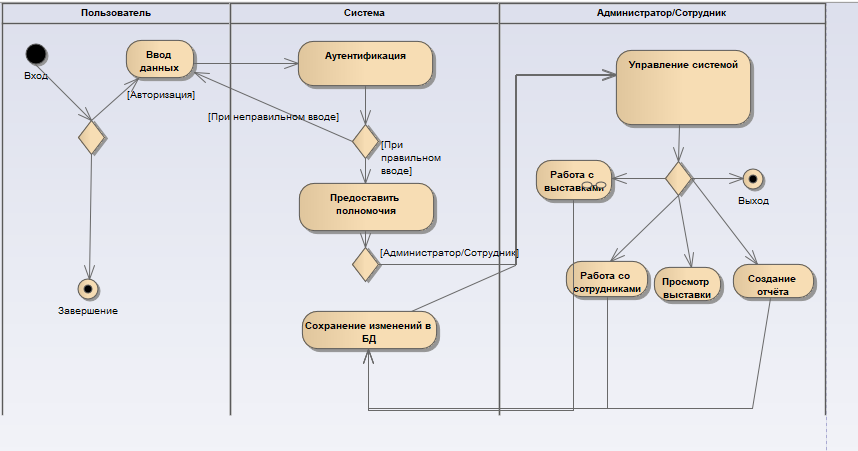 Пользователь
Система
Администратор/Сотрудник
Вход
Ввод
данных
[Авторизация]
Завершение
Аутентификация
[При неправильном вводе]
[При
правильном
вводе]
Предоставить
полномочия
[Администратор/Сотрудник]
Сохранение изменений в
БД
Управление системой
Работа с
выставками
Выход
Работа со
сотрудниками
Просмотр
выставки
Создание
отчёта